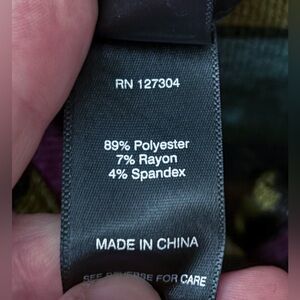 RN 127304
89% Polyester
7% Rayon
4% Spandex
MADE IN CHINA
SEE REVERSE FOR CARE